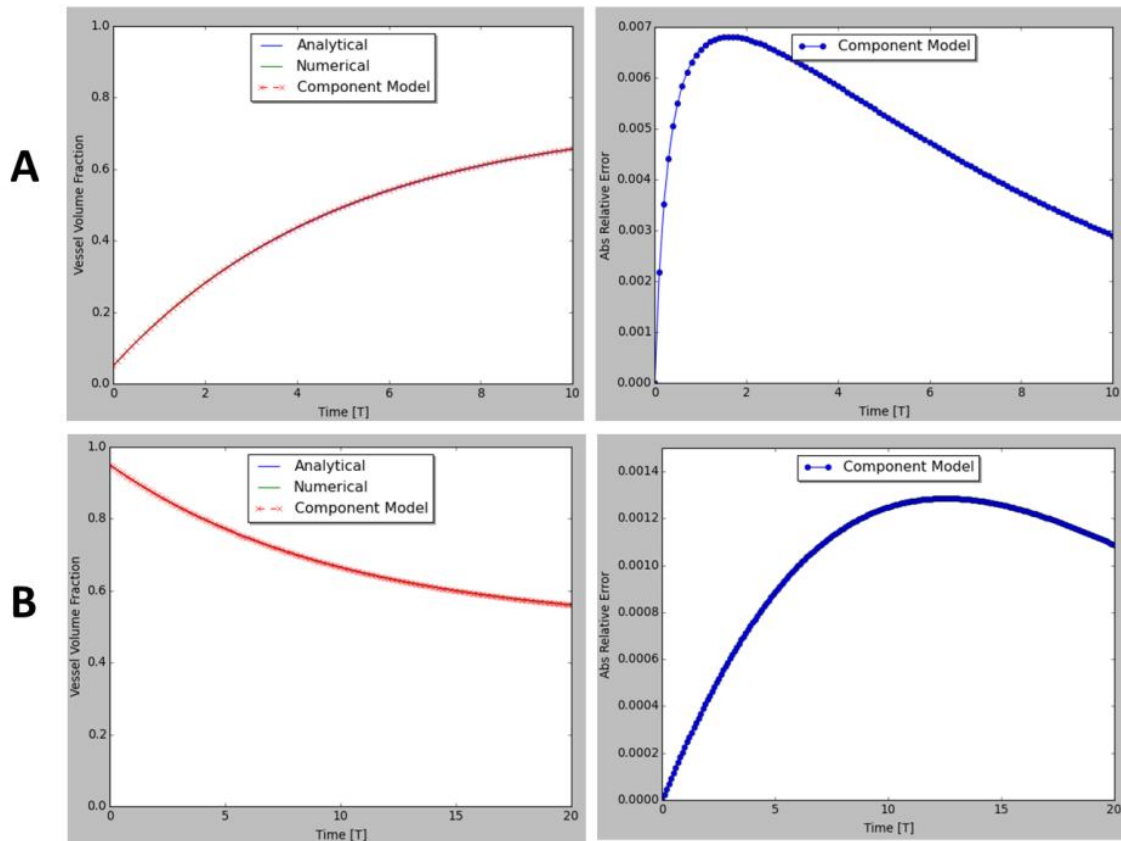 A
1.0
0.8
0.6
0.4
0.2
0.0
Vessel Volume Fraction
Analytical
Numerical
Component Model
0 2 4 6 8 10
Time [T]
0.007
0.006
0.005
0.004
0.003
0.002
0.001
0.000
Abs Relative Error
Component Model
0 2 4 6 8 10
Time [T]
B
1.0
0.8
0.6
0.4
0.2
0.0
Vessel Volume Fraction
Analytical
Numerical
Component Model
0 5 10 15 20
Time [T]
0.0014
0.0012
0.0010
0.0008
0.0006
0.0004
0.0002
0.0000
Abs Relative Error
Component Model
0 5 10 15 20
Time [T]